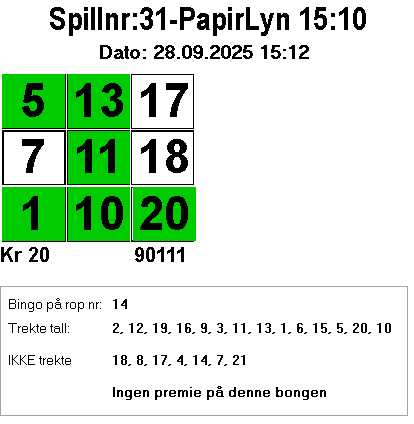 Spillnr:31-PapirLyn 15:10
Dato: 28.09.2025 15:12
5 13 17
7 11 18
1 10 20
Kr 20 90111
Bingo på rop nr: 14
Trekte tall: 2, 12, 19, 16, 9, 3, 11, 13, 1, 6, 15, 5, 20, 10
IKKE trekte 18, 8, 17, 4, 14, 7, 21
Ingen premie på denne bongen